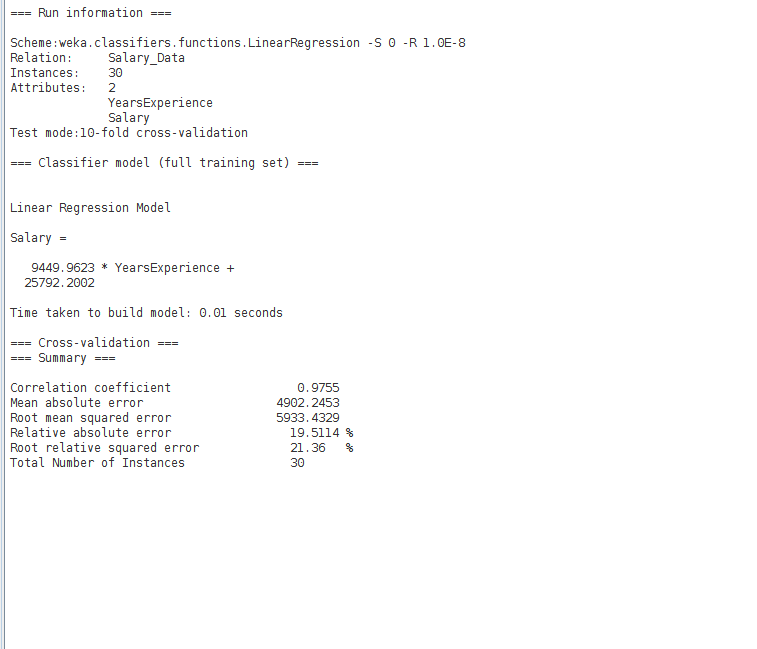 === Run information ===
Scheme:weka.classifiers.functions.LinearRegression -S 0 -R 1.0E-8
Relation:     Salary_Data
Instances:    30
Attributes:   2
              YearsExperience
              Salary
Test mode:10-fold cross-validation
=== Classifier model (full training set) ===
Linear Regression Model
Salary =
   9449.9623 * YearsExperience +
  25792.2002
Time taken to build model: 0.01 seconds
=== Cross-validation ===
=== Summary ===
Correlation coefficient                  0.9755
Mean absolute error                   4902.2453
Root mean squared error               5933.4329
Relative absolute error                 19.5114 %
Root relative squared error             21.36   %
Total Number of Instances               30